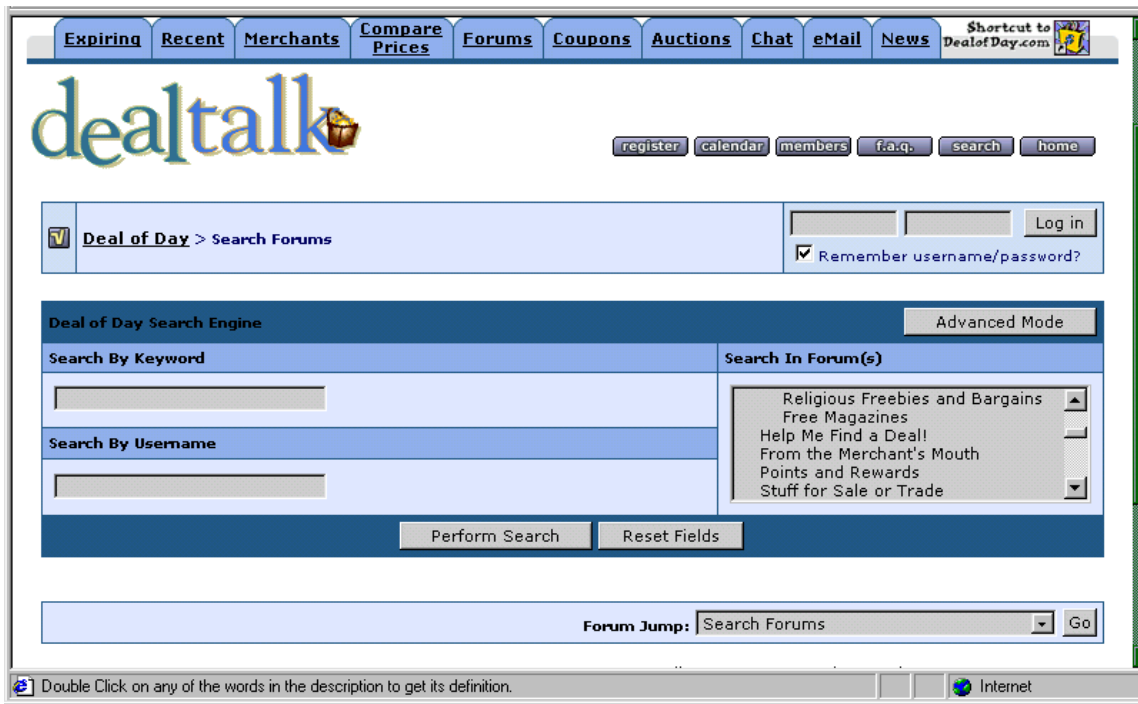 Expiring Recent Merchants Compare Prices Forums Coupons Auctions Chat eMail News Shortcut to DealofDay.com
dealtalk
register calendar members f.a.q. search home
Deal of Day > Search Forums
Log in
Remember username/password?
Deal of Day Search Engine
Advanced Mode
Search By Keyword
Search In Forum(s)
Religious Freebies and Bargains
Free Magazines
Help Me Find a Deal!
From the Merchant's Mouth
Points and Rewards
Stuff for Sale or Trade
Search By Username
Perform Search Reset Fields
Forum Jump: Search Forums Go
Double Click on any of the words in the description to get its definition. Internet